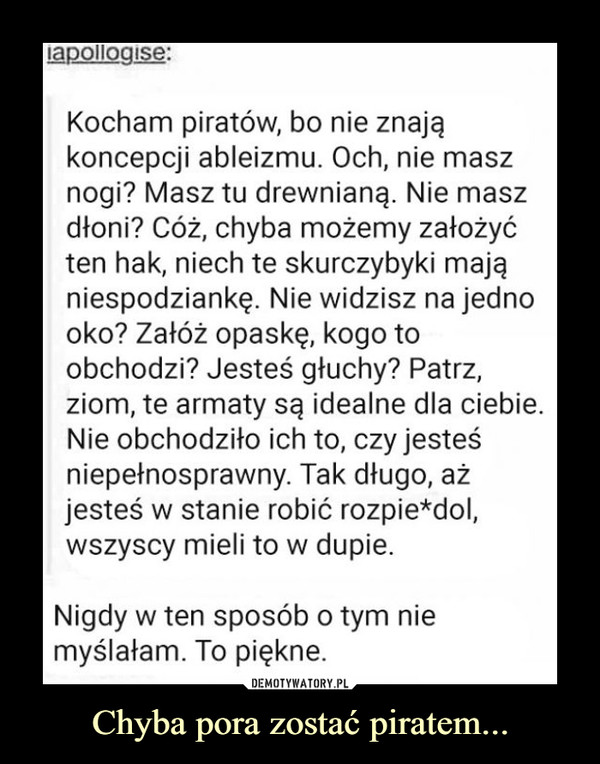 iapollogise:
Kocham piratów, bo nie znają
koncepcji ableizmu. Och, nie masz
nogi? Masz tu drewnianą. Nie masz
dłoni? Cóż, chyba możemy założyć
ten hak, niech te skurczybyki mają
niespodziankę. Nie widzisz na jedno
oko? Załóż opaskę, kogo to
obchodzi? Jesteś głuchy? Patrz,
ziom, te armaty są idealne dla ciebie.
Nie obchodziło ich to, czy jesteś
niepełnosprawny. Tak długo, aż
jesteś w stanie robić rozpie*dol,
wszyscy mieli to w dupie.
Nigdy w ten sposób o tym nie
myślałam. To piękne.
DEMOTYWATORY.PL
Chyba pora zostać piratem...